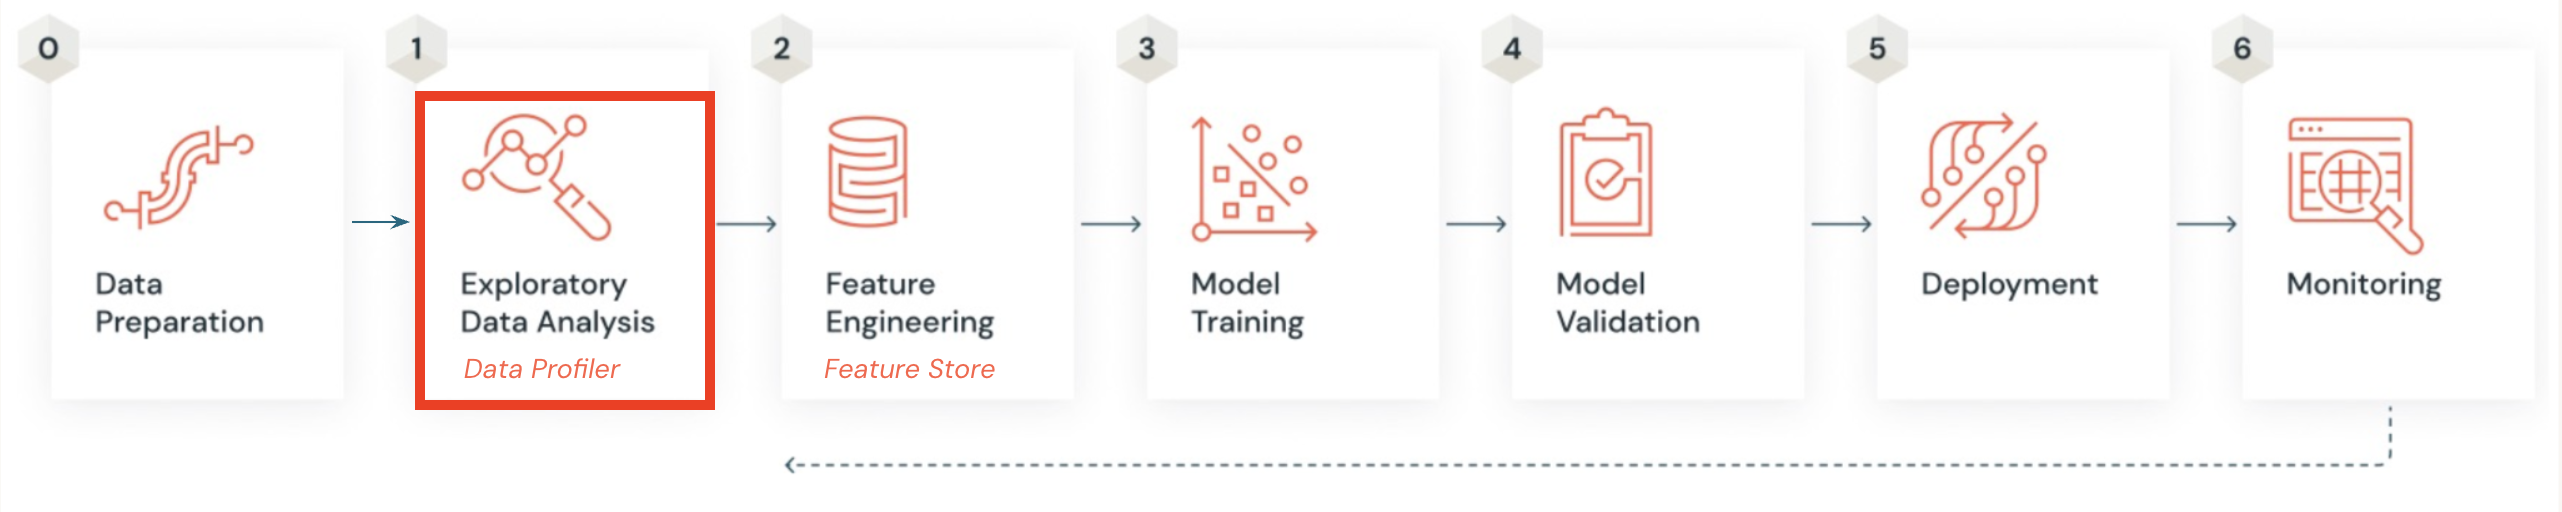 0
Data
Preparation
1
Exploratory
Data Analysis
Data Profiler
2
Feature
Engineering
Feature Store
3
Model
Training
4
Model
Validation
5
Deployment
6
Monitoring